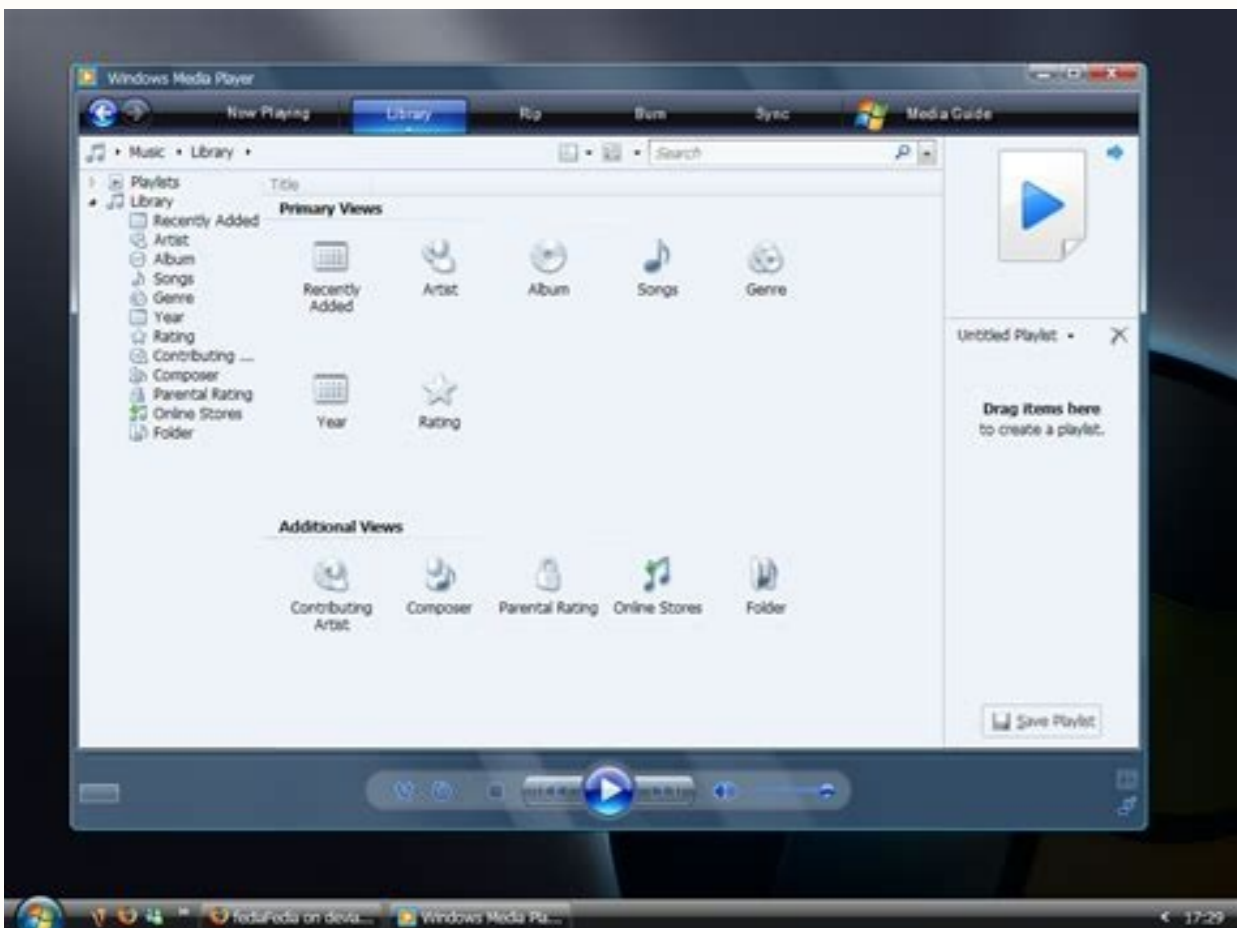 Windows Media Player
Now Playing Library Rip Burn Sync Media Guide
Music Library Search
Playlists
Library
Recently Added
Artist
Album
Songs
Genre
Year
Rating
Contributing ...
Composer
Parental Rating
Online Stores
Folder
Title
Primary Views
Recently Added
Artist
Album
Songs
Genre
Year
Rating
Additional Views
Contributing Artist
Composer
Parental Rating
Online Stores
Folder
Untitled Playlist
Drag items here
to create a playlist.
Save Playlist
fediaFedia on devia... Windows Media Pla... 17:29